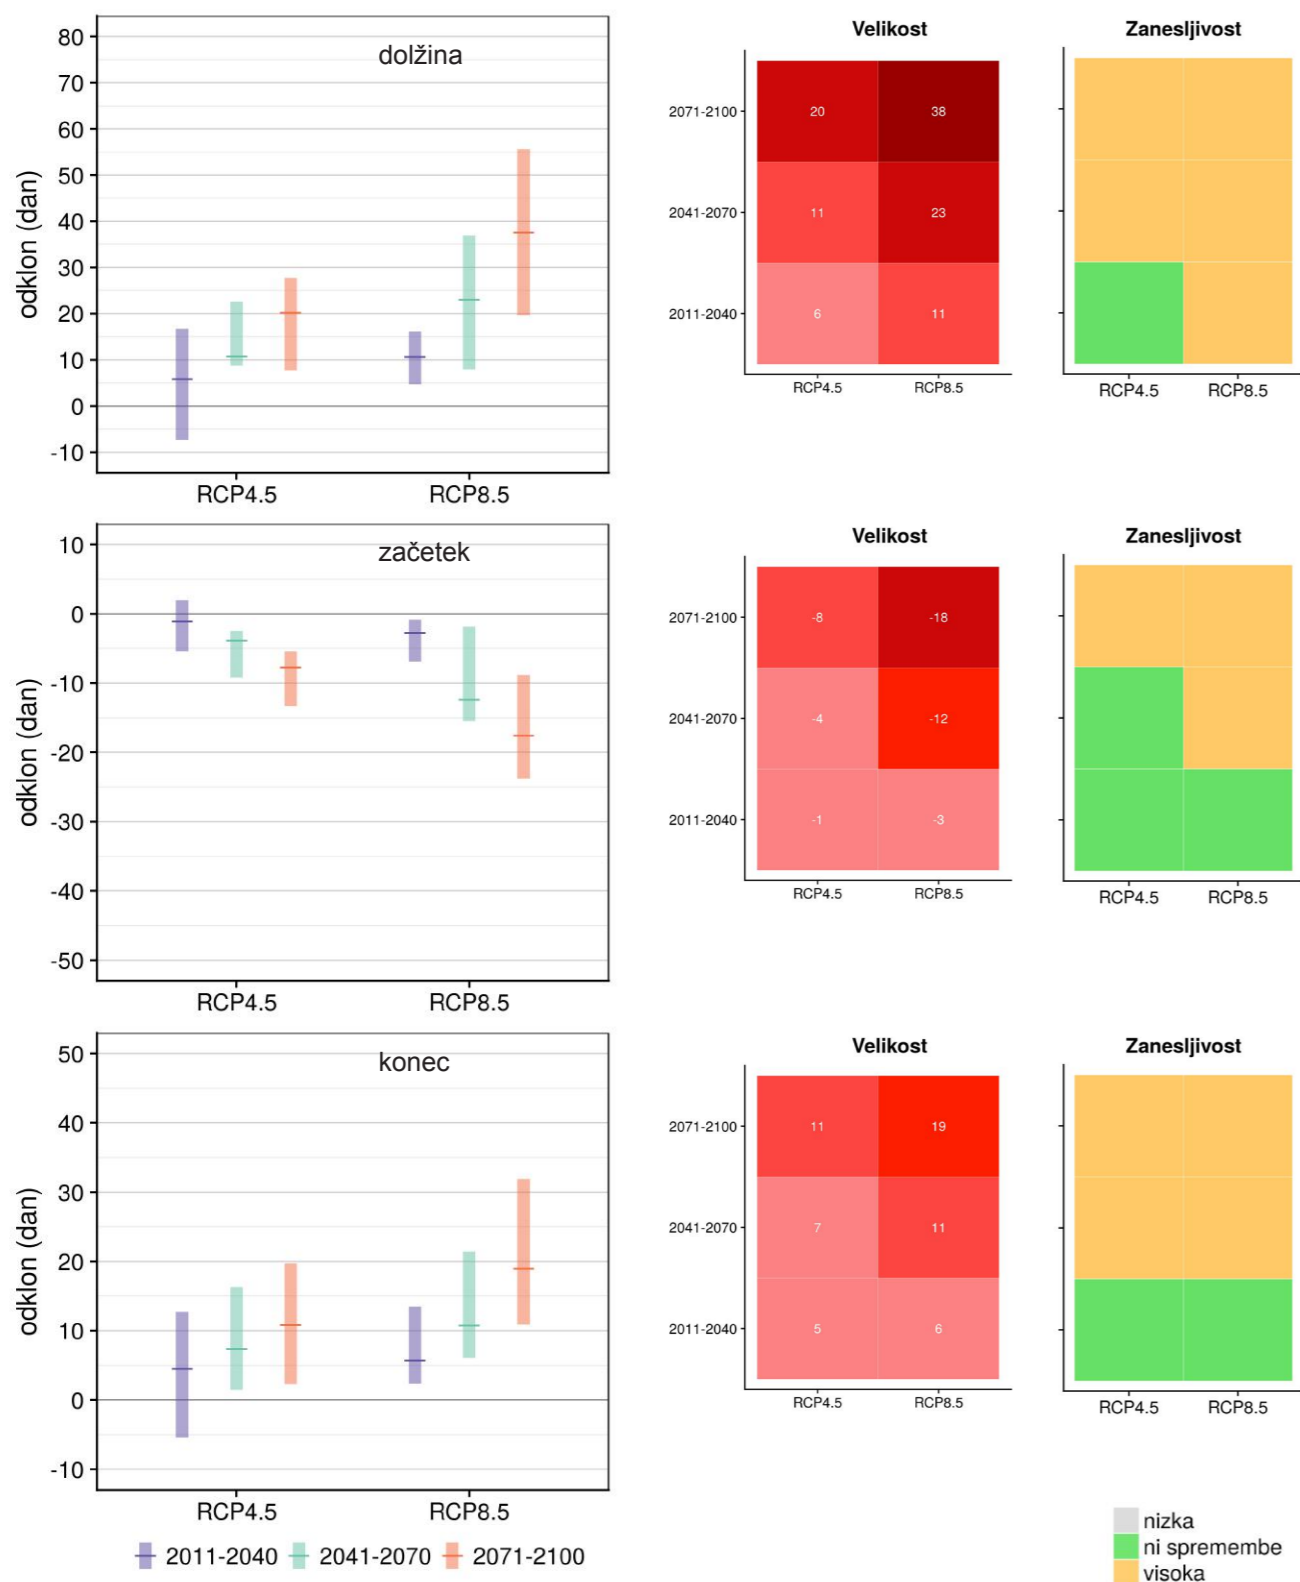 dolžina
odklon (dan)
80
70
60
50
40
30
20
10
0
-10
RCP4.5 RCP8.5
Velikost
2071-2100
2041-2070
2011-2040
20 38
11 23
6 11
RCP4.5 RCP8.5
Zanesljivost
RCP4.5 RCP8.5
začetek
odklon (dan)
10
0
-10
-20
-30
-40
-50
RCP4.5 RCP8.5
Velikost
2071-2100
2041-2070
2011-2040
-8 -18
-4 -12
-1 -3
RCP4.5 RCP8.5
Zanesljivost
RCP4.5 RCP8.5
konec
odklon (dan)
50
40
30
20
10
0
-10
RCP4.5 RCP8.5
Velikost
2071-2100
2041-2070
2011-2040
11 19
7 11
5 6
RCP4.5 RCP8.5
Zanesljivost
RCP4.5 RCP8.5
2011-2040 2041-2070 2071-2100
nizka
ni spremembe
visoka